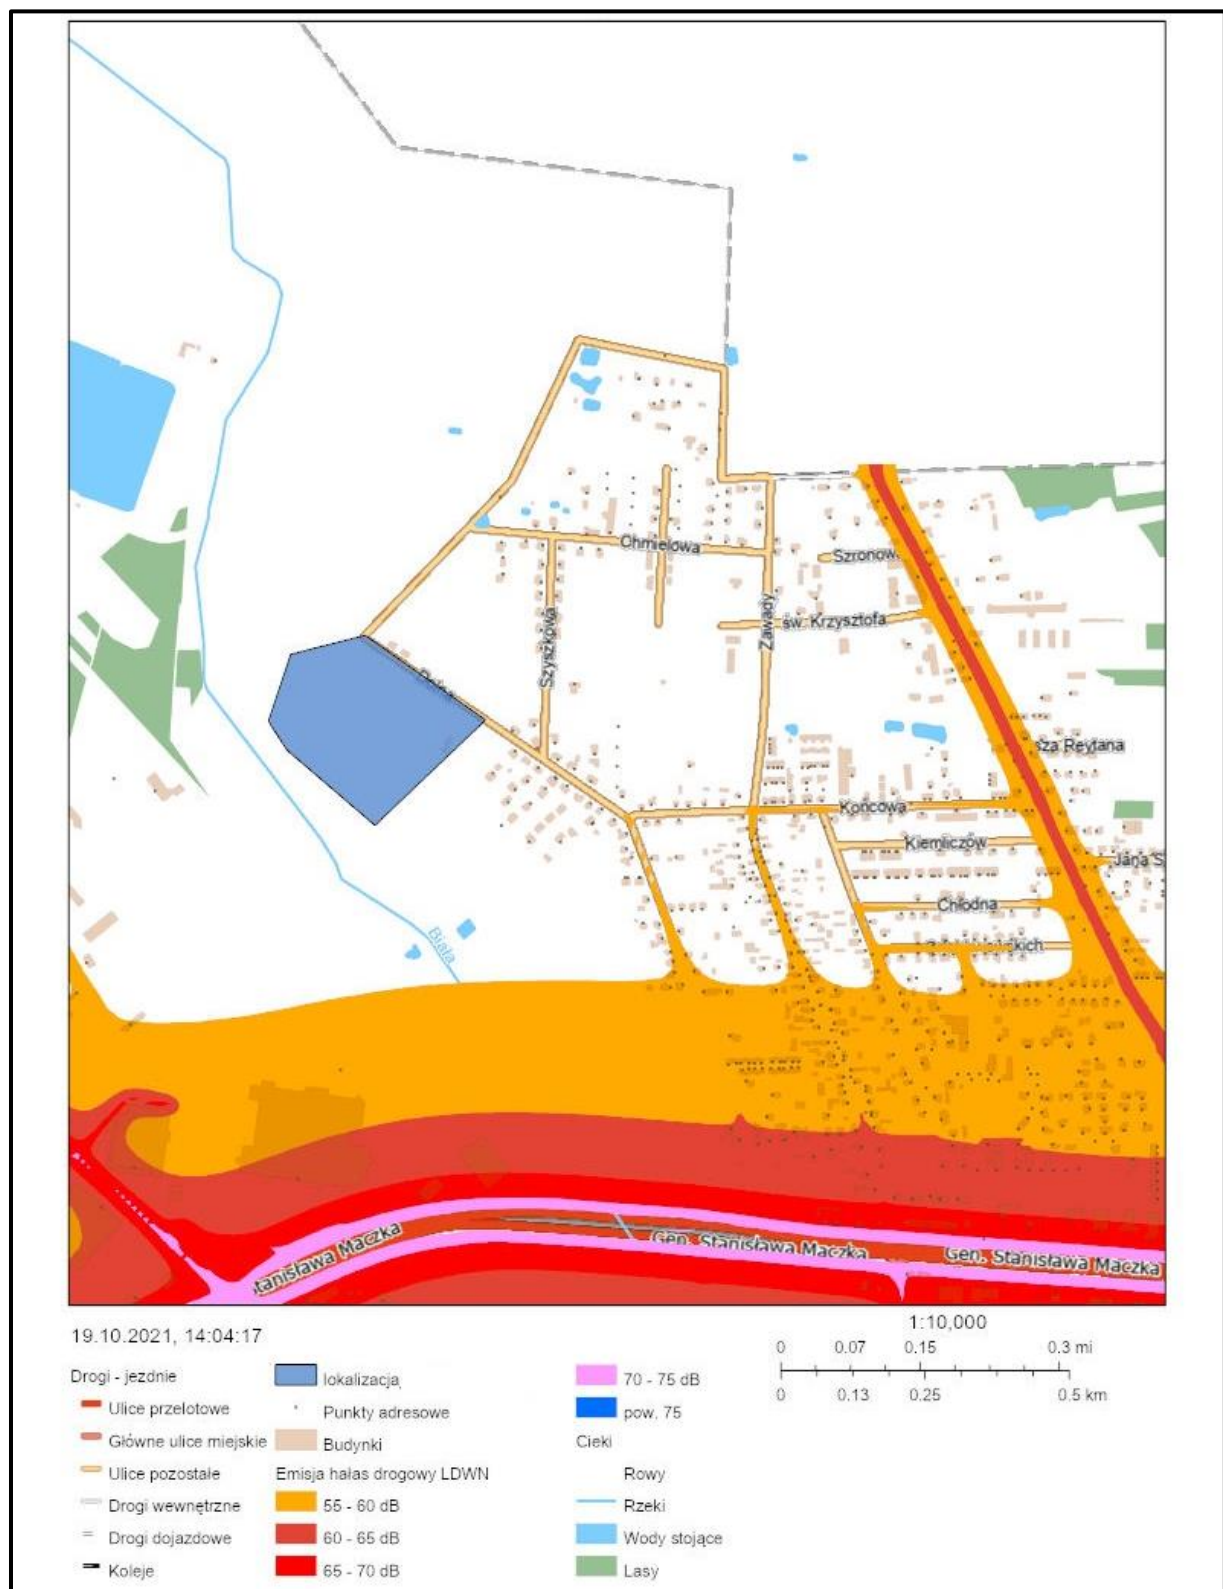 Chmielowa
Szronow
św. Krzysztofa
Zawady
Szyszkowa
sza Reytana
Końcowa
Kiemliczów
Jana S
Chłodna
Biała
Stanisława Maczka
Gen. Stanisława Maczka
Gen. Stanisława Maczka
19.10.2021, 14:04:17
1:10,000
0 0.07 0.15 0.3 mi
0 0.13 0.25 0.5 km
Drogi - jezdnie
Ulice przelotowe
Główne ulice miejskie
Ulice pozostałe
Drogi wewnętrzne
Drogi dojazdowe
Koleje
lokalizacja
Punkty adresowe
Budynki
Emisja hałas drogowy LDWN
55 - 60 dB
60 - 65 dB
65 - 70 dB
70 - 75 dB
pow. 75
Cieki
Rowy
Rzeki
Wody stojące
Lasy